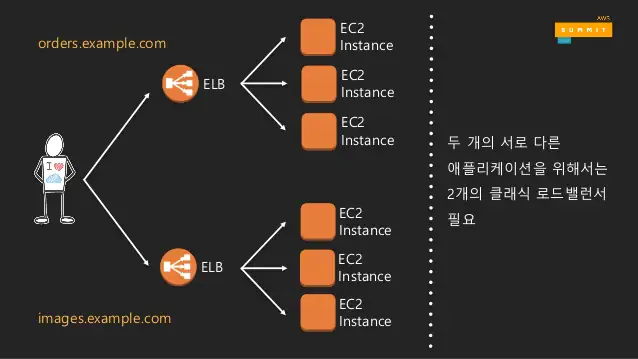 AWS
SUMMIT
orders.example.com
ELB
EC2
Instance
EC2
Instance
EC2
Instance
I
두 개의 서로 다른
애플리케이션을 위해서는
2개의 클래식 로드밸런서
필요
ELB
EC2
Instance
EC2
Instance
EC2
Instance
images.example.com